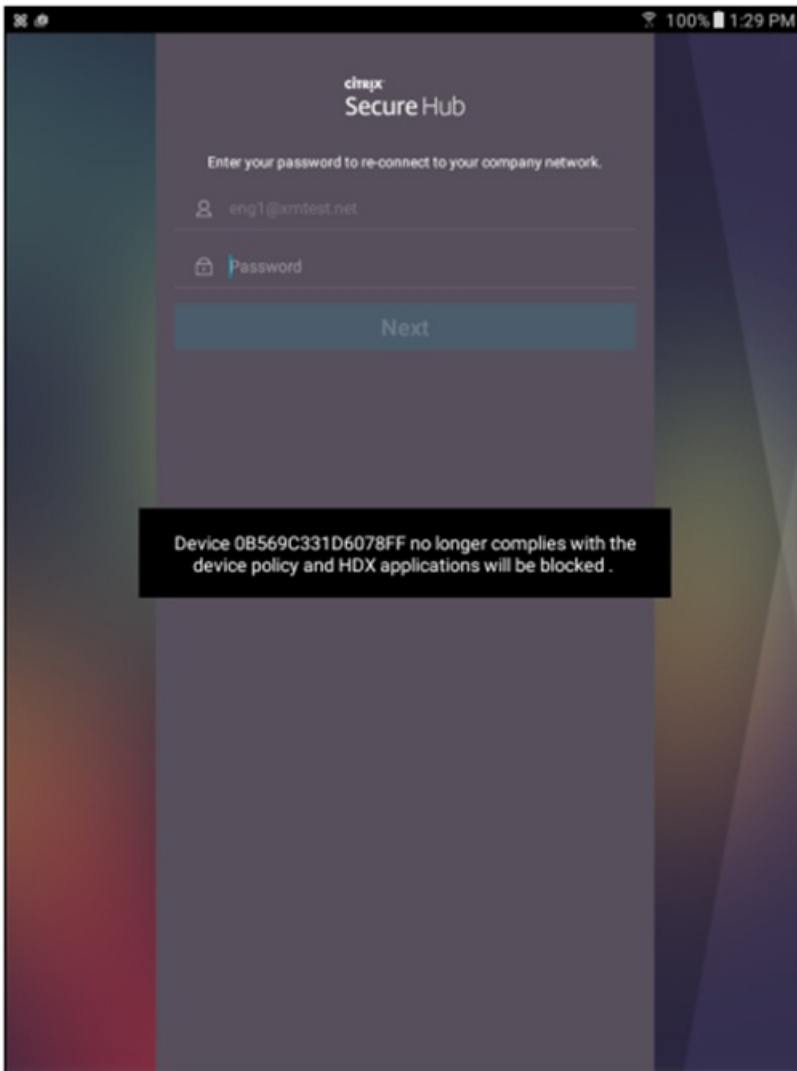 100% 1:29 PM
citrix
Secure Hub
Enter your password to re-connect to your company network.
eng1@xmtest.net
Password
Next
Device 0B569C331D6078FF no longer complies with the
device policy and HDX applications will be blocked .